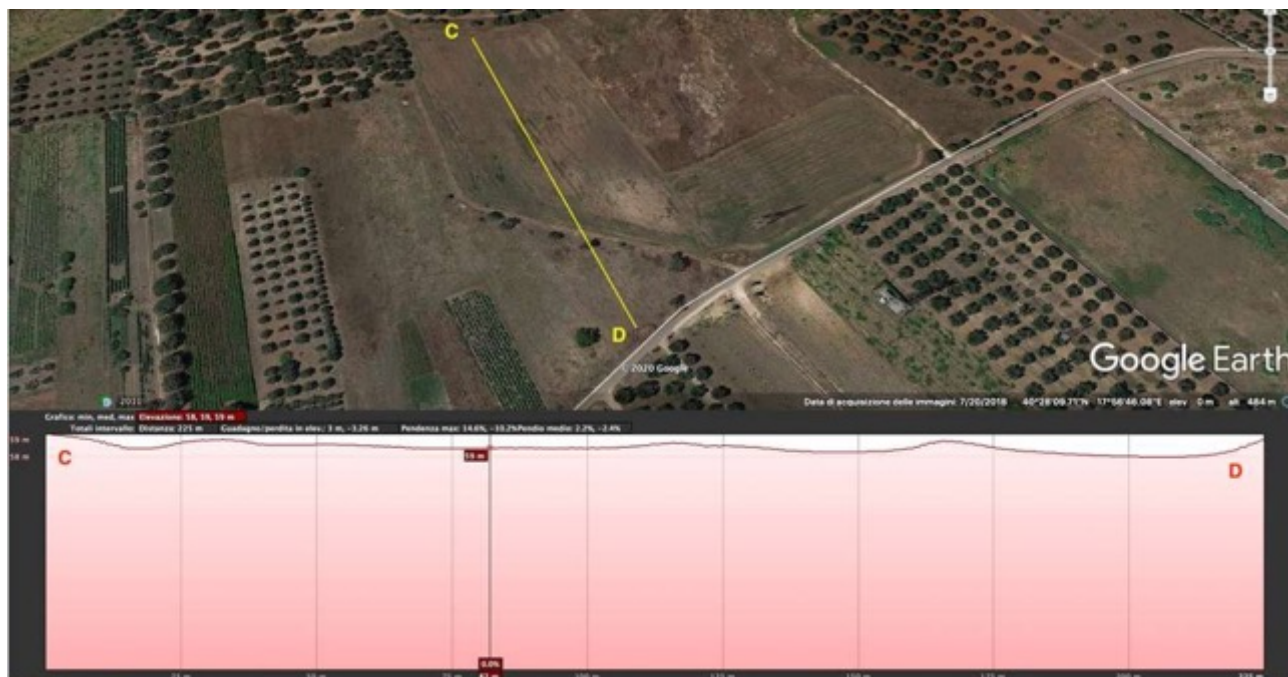 C
D
© 2020 Google
Google Earth
2011
Data di acquisizione delle immagini: 7/20/2018 40°28'09.71"N 17°56'46.08"E elev 0 m alt 484 m
Grafico: min, med, max Elevazione: 58, 59, 59 m
Totali intervallo: Distanza: 225 m Guadagno/perdita in elev.: 3 m, -3.26 m Pendenza max: 14.6%, -10.2% Pendio medio: 2.2%, -2.4%
59 m
58 m
C
59 m
D
0.0%